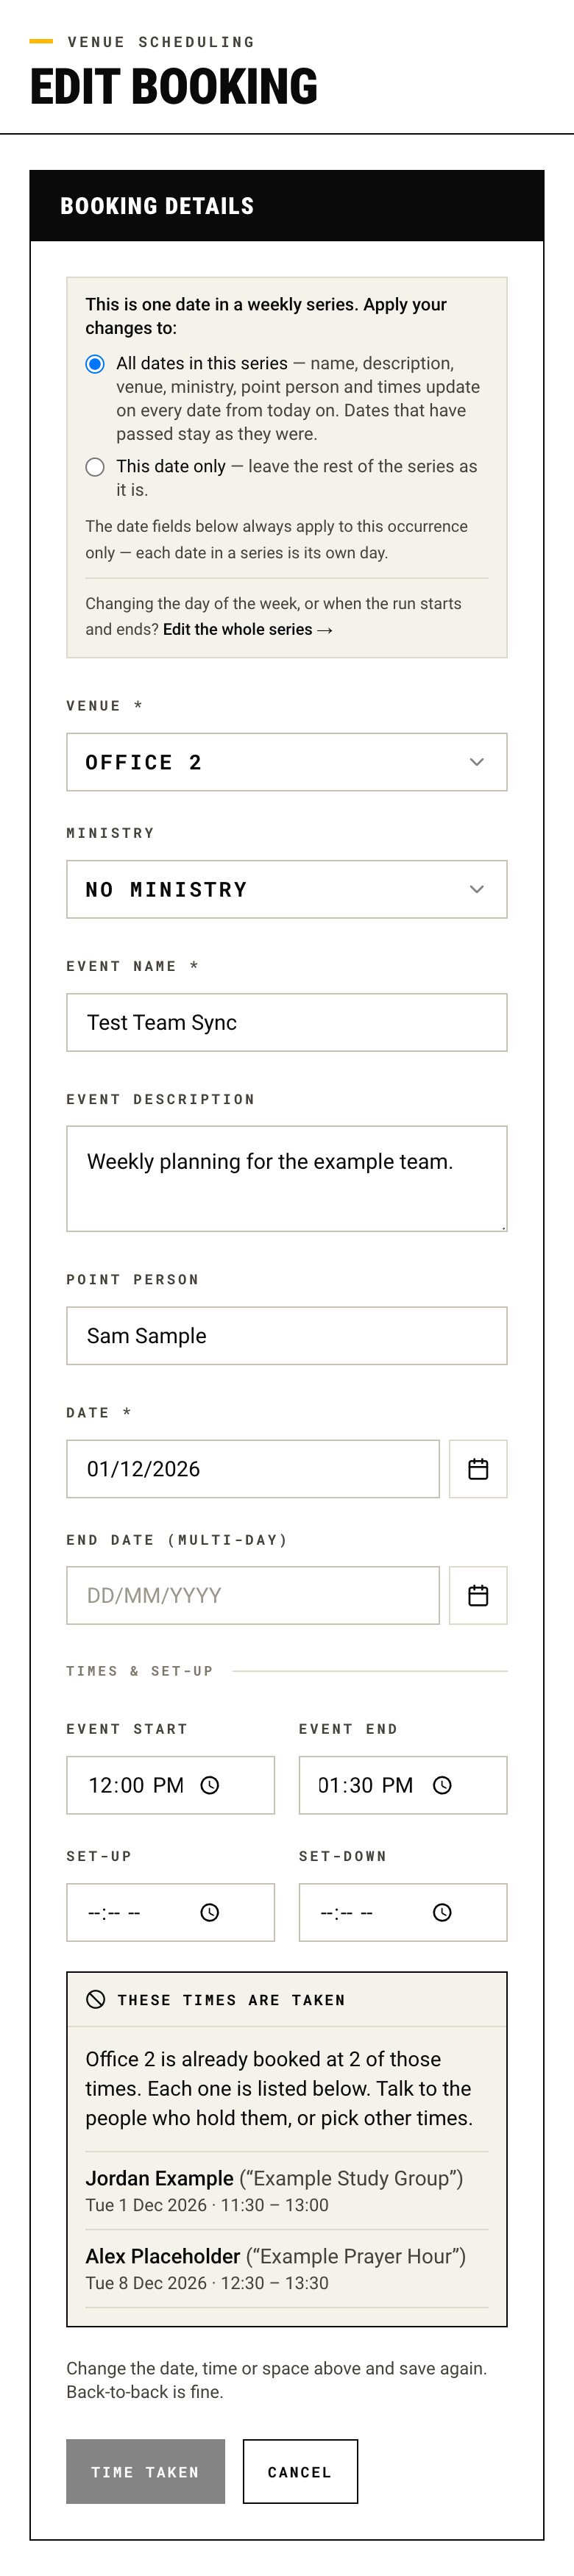 VENUE SCHEDULING
EDIT BOOKING
BOOKING DETAILS
This is one date in a weekly series. Apply your
changes to:
All dates in this series — name, description,
venue, ministry, point person and times update
on every date from today on. Dates that have
passed stay as they were.
This date only — leave the rest of the series as
it is.
The date fields below always apply to this occurrence
only — each date in a series is its own day.
Changing the day of the week, or when the run starts
and ends? Edit the whole series →
VENUE *
OFFICE 2
MINISTRY
NO MINISTRY
EVENT NAME *
Test Team Sync
EVENT DESCRIPTION
Weekly planning for the example team.
POINT PERSON
Sam Sample
DATE *
01/12/2026
END DATE (MULTI-DAY)
DD/MM/YYYY
TIMES & SET-UP
EVENT START EVENT END
12:00 PM 01:30 PM
SET-UP SET-DOWN
--:-- -- --:-- --
THESE TIMES ARE TAKEN
Office 2 is already booked at 2 of those
times. Each one is listed below. Talk to the
people who hold them, or pick other times.
Jordan Example (“Example Study Group”)
Tue 1 Dec 2026 · 11:30 – 13:00
Alex Placeholder (“Example Prayer Hour”)
Tue 8 Dec 2026 · 12:30 – 13:30
Change the date, time or space above and save again.
Back-to-back is fine.
TIME TAKEN CANCEL